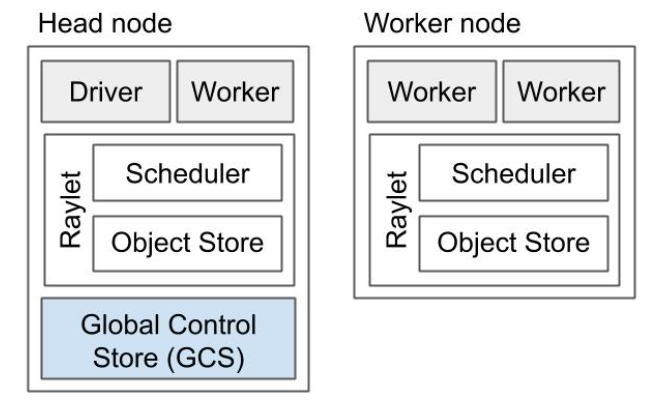 Head node
Driver
Worker
Raylet
Scheduler
Object Store
Global Control
Store (GCS)
Worker node
Worker
Worker
Raylet
Scheduler
Object Store